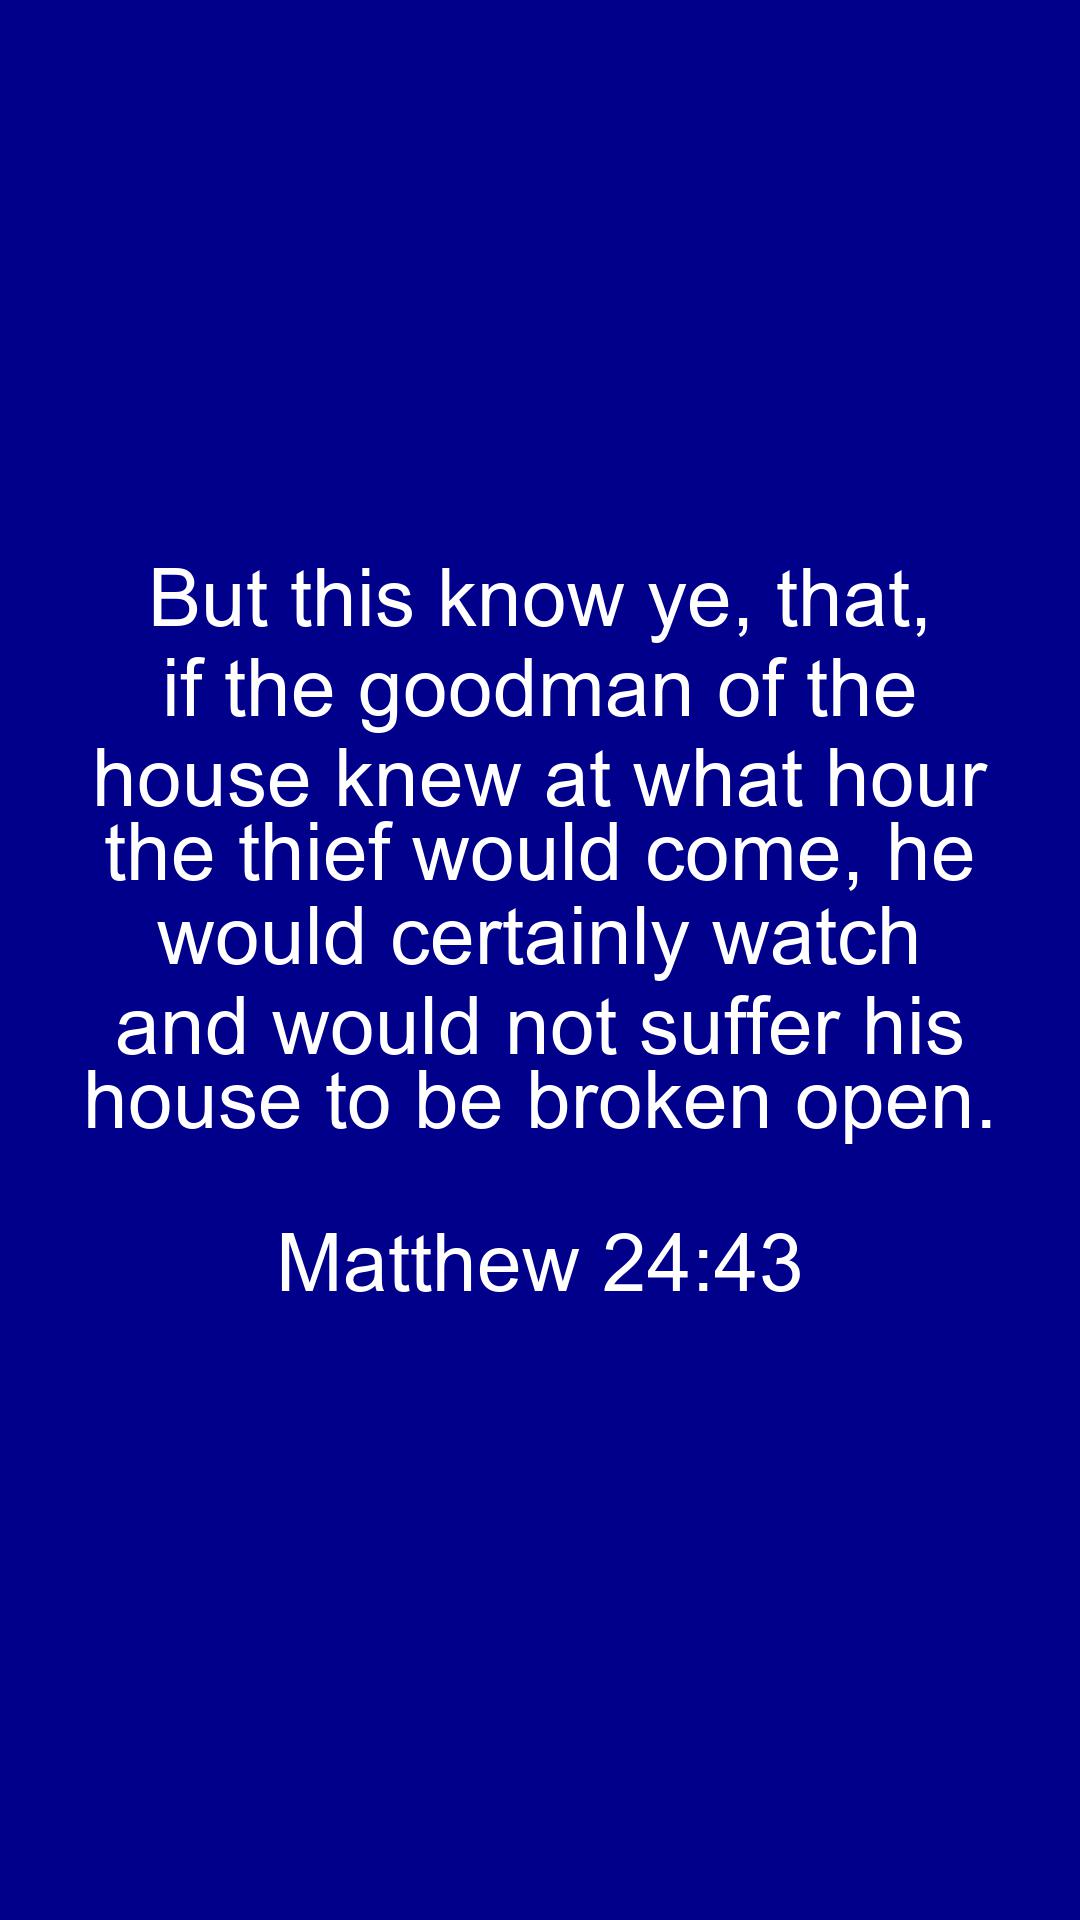 But this know ye, that,
if the goodman of the
house knew at what hour
the thief would come, he
would certainly watch
and would not suffer his
house to be broken open.
Matthew 24:43